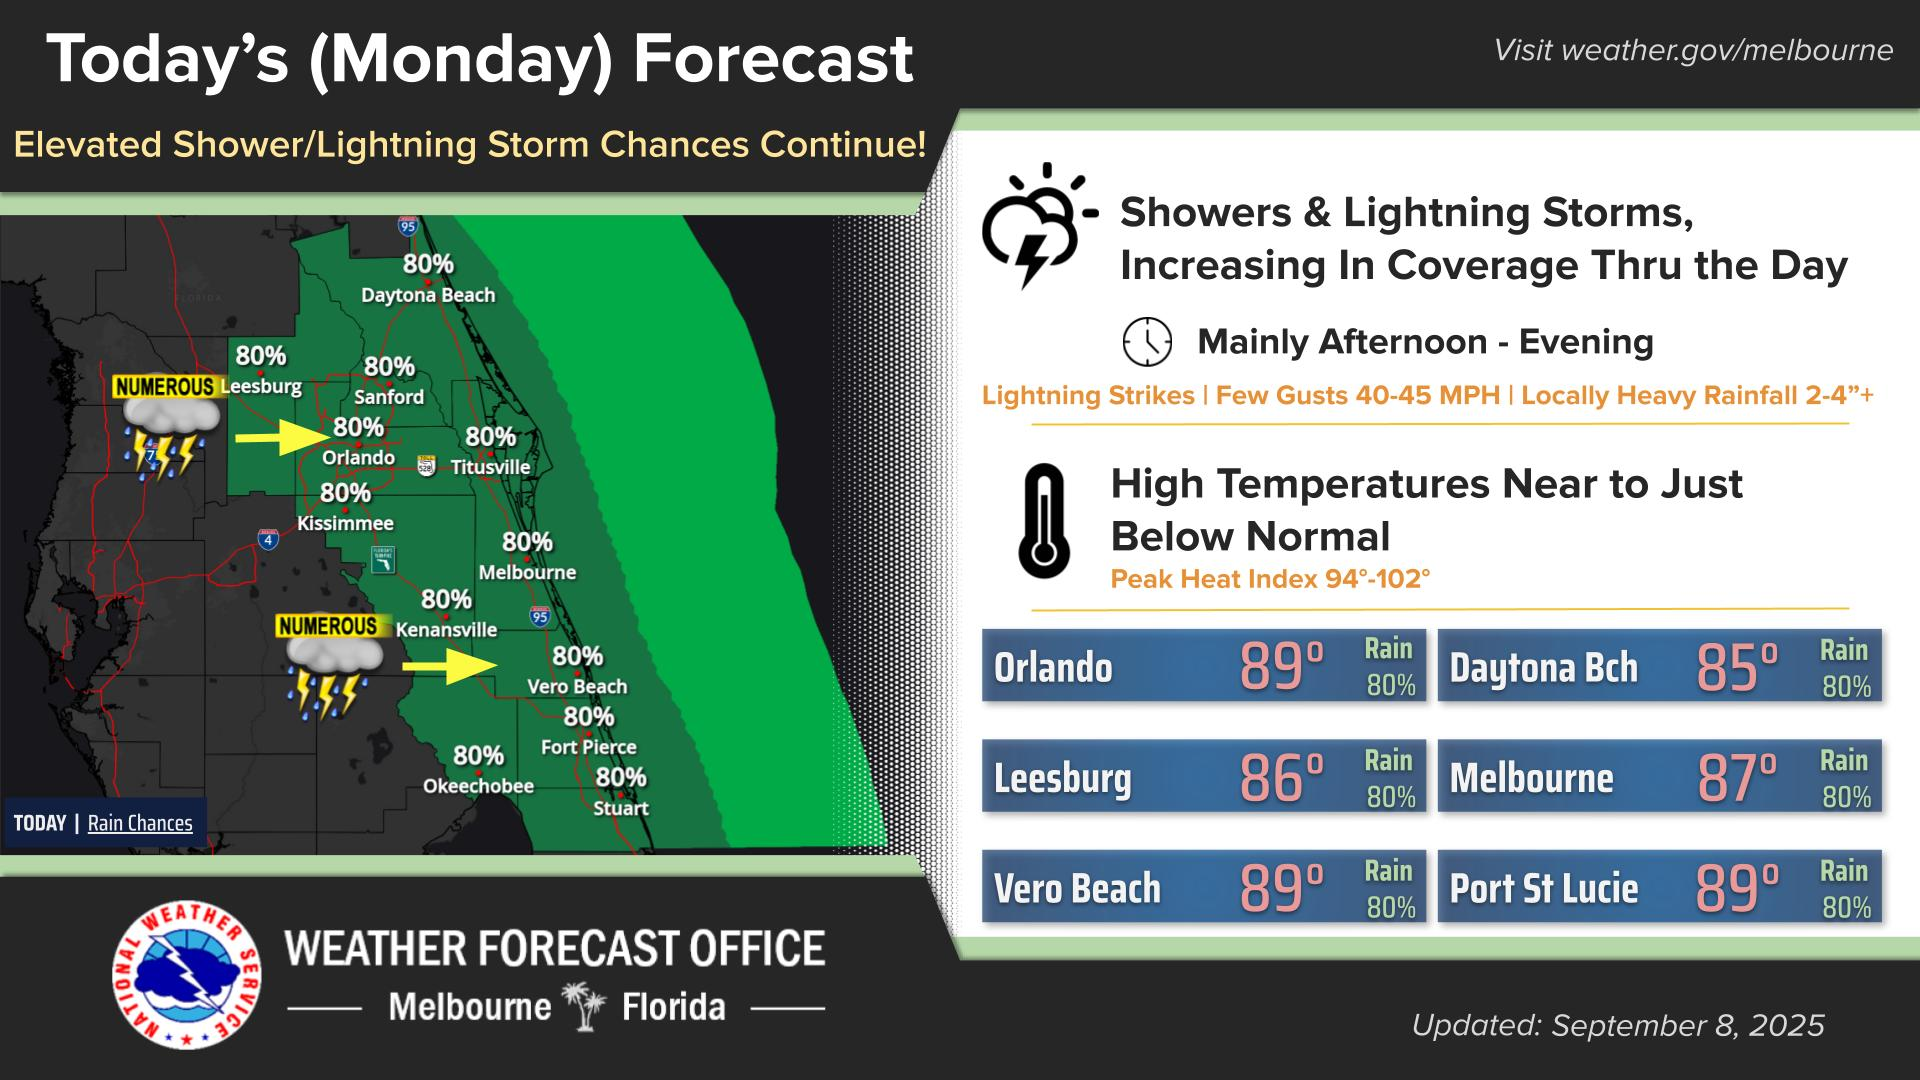 Today’s (Monday) Forecast
Visit weather.gov/melbourne
Elevated Shower/Lightning Storm Chances Continue!
95
80%
Daytona Beach
FLORIDA
80%
Leesburg
NUMEROUS
80%
Sanford
80%
Orlando
80%
Titusville
TOLL
528
80%
Kissimmee
4
80%
Melbourne
80%
Kenansville
NUMEROUS
95
80%
Vero Beach
80%
Fort Pierce
80%
Okeechobee
80%
Stuart
TODAY | Rain Chances
Showers & Lightning Storms,
Increasing In Coverage Thru the Day
Mainly Afternoon - Evening
Lightning Strikes | Few Gusts 40-45 MPH | Locally Heavy Rainfall 2-4”+
High Temperatures Near to Just
Below Normal
Peak Heat Index 94°-102°
Orlando 89° Rain 80%
Daytona Bch 85° Rain 80%
Leesburg 86° Rain 80%
Melbourne 87° Rain 80%
Vero Beach 89° Rain 80%
Port St Lucie 89° Rain 80%
NATIONAL WEATHER SERVICE
WEATHER FORECAST OFFICE
Melbourne Florida
Updated: September 8, 2025